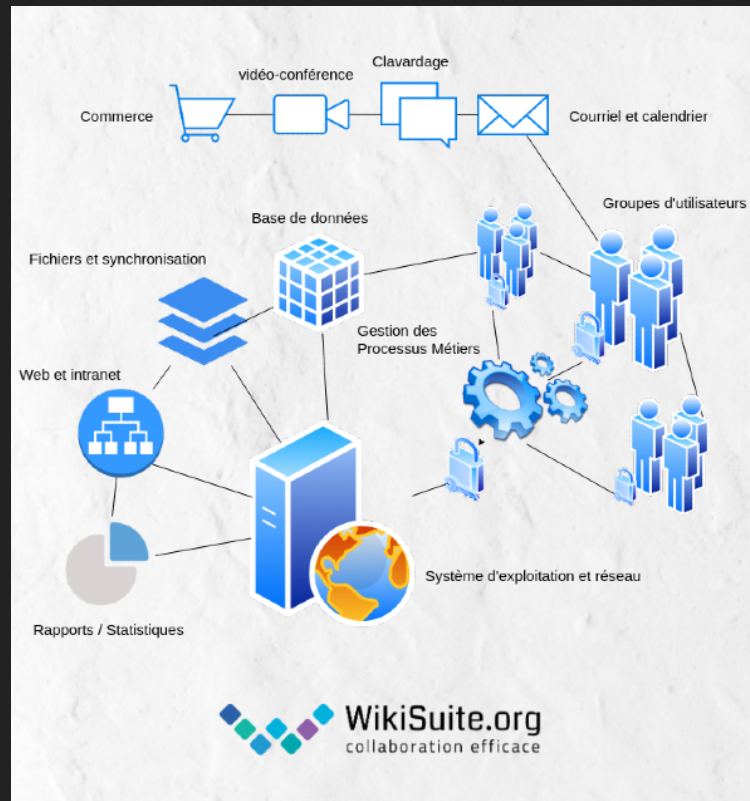 Clavardage
vidéo-conférence
Commerce
Courriel et calendrier
Groupes d'utilisateurs
Base de données
Fichiers et synchronisation
Gestion des
Processus Métiers
Web et intranet
Système d'exploitation et réseau
Rapports / Statistiques
WikiSuite.org
collaboration efficace